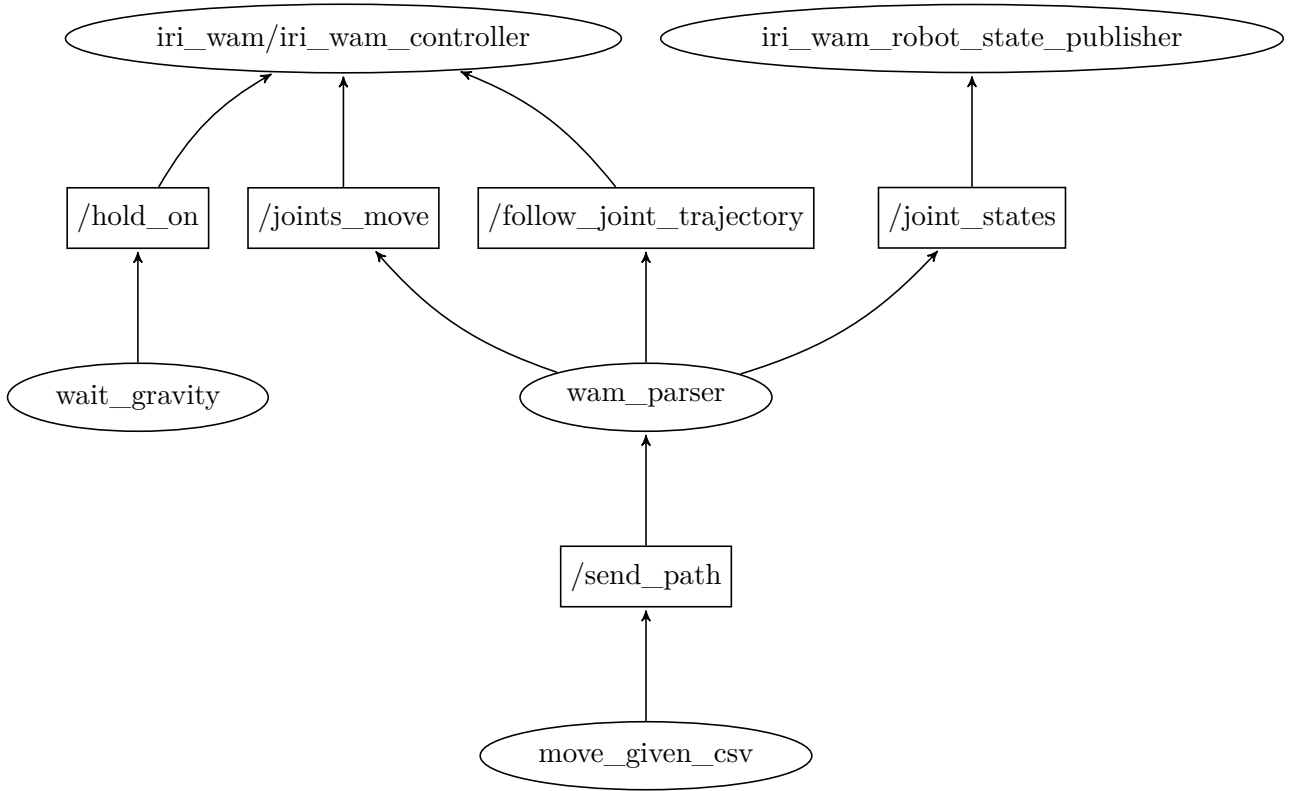 iri_wam/iri_wam_controller
iri_wam_robot_state_publisher
/hold_on
/joints_move
/follow_joint_trajectory
/joint_states
wait_gravity
wam_parser
/send_path
move_given_csv